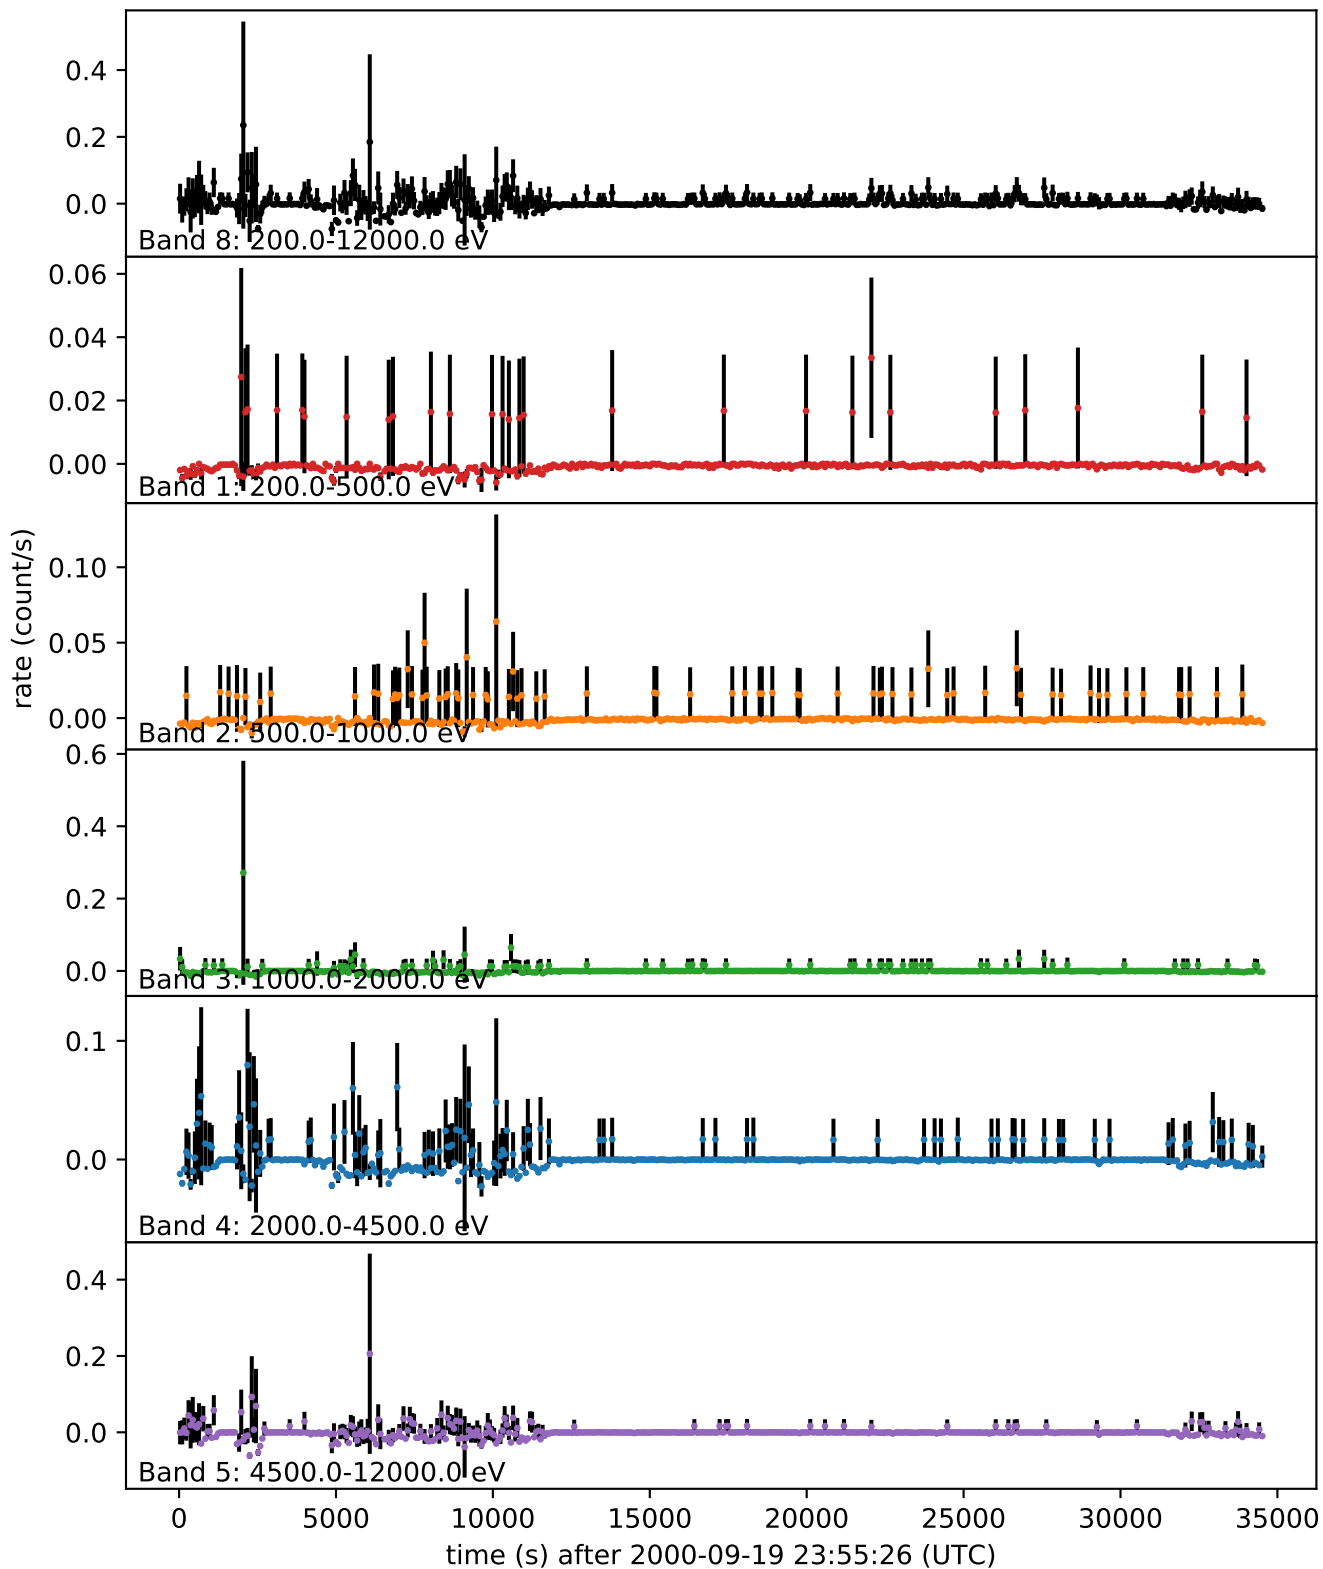 0.4
0.2
0.0
Band 8: 200.0-12000.0 eV
0.06
0.04
0.02
0.00
Band 1: 200.0-500.0 eV
rate (count/s)
0.10
0.05
0.00
Band 2: 500.0-1000.0 eV
0.6
0.4
0.2
0.0
Band 3: 1000.0-2000.0 eV
0.1
0.0
Band 4: 2000.0-4500.0 eV
0.4
0.2
0.0
Band 5: 4500.0-12000.0 eV
0 5000 10000 15000 20000 25000 30000 35000
time (s) after 2000-09-19 23:55:26 (UTC)